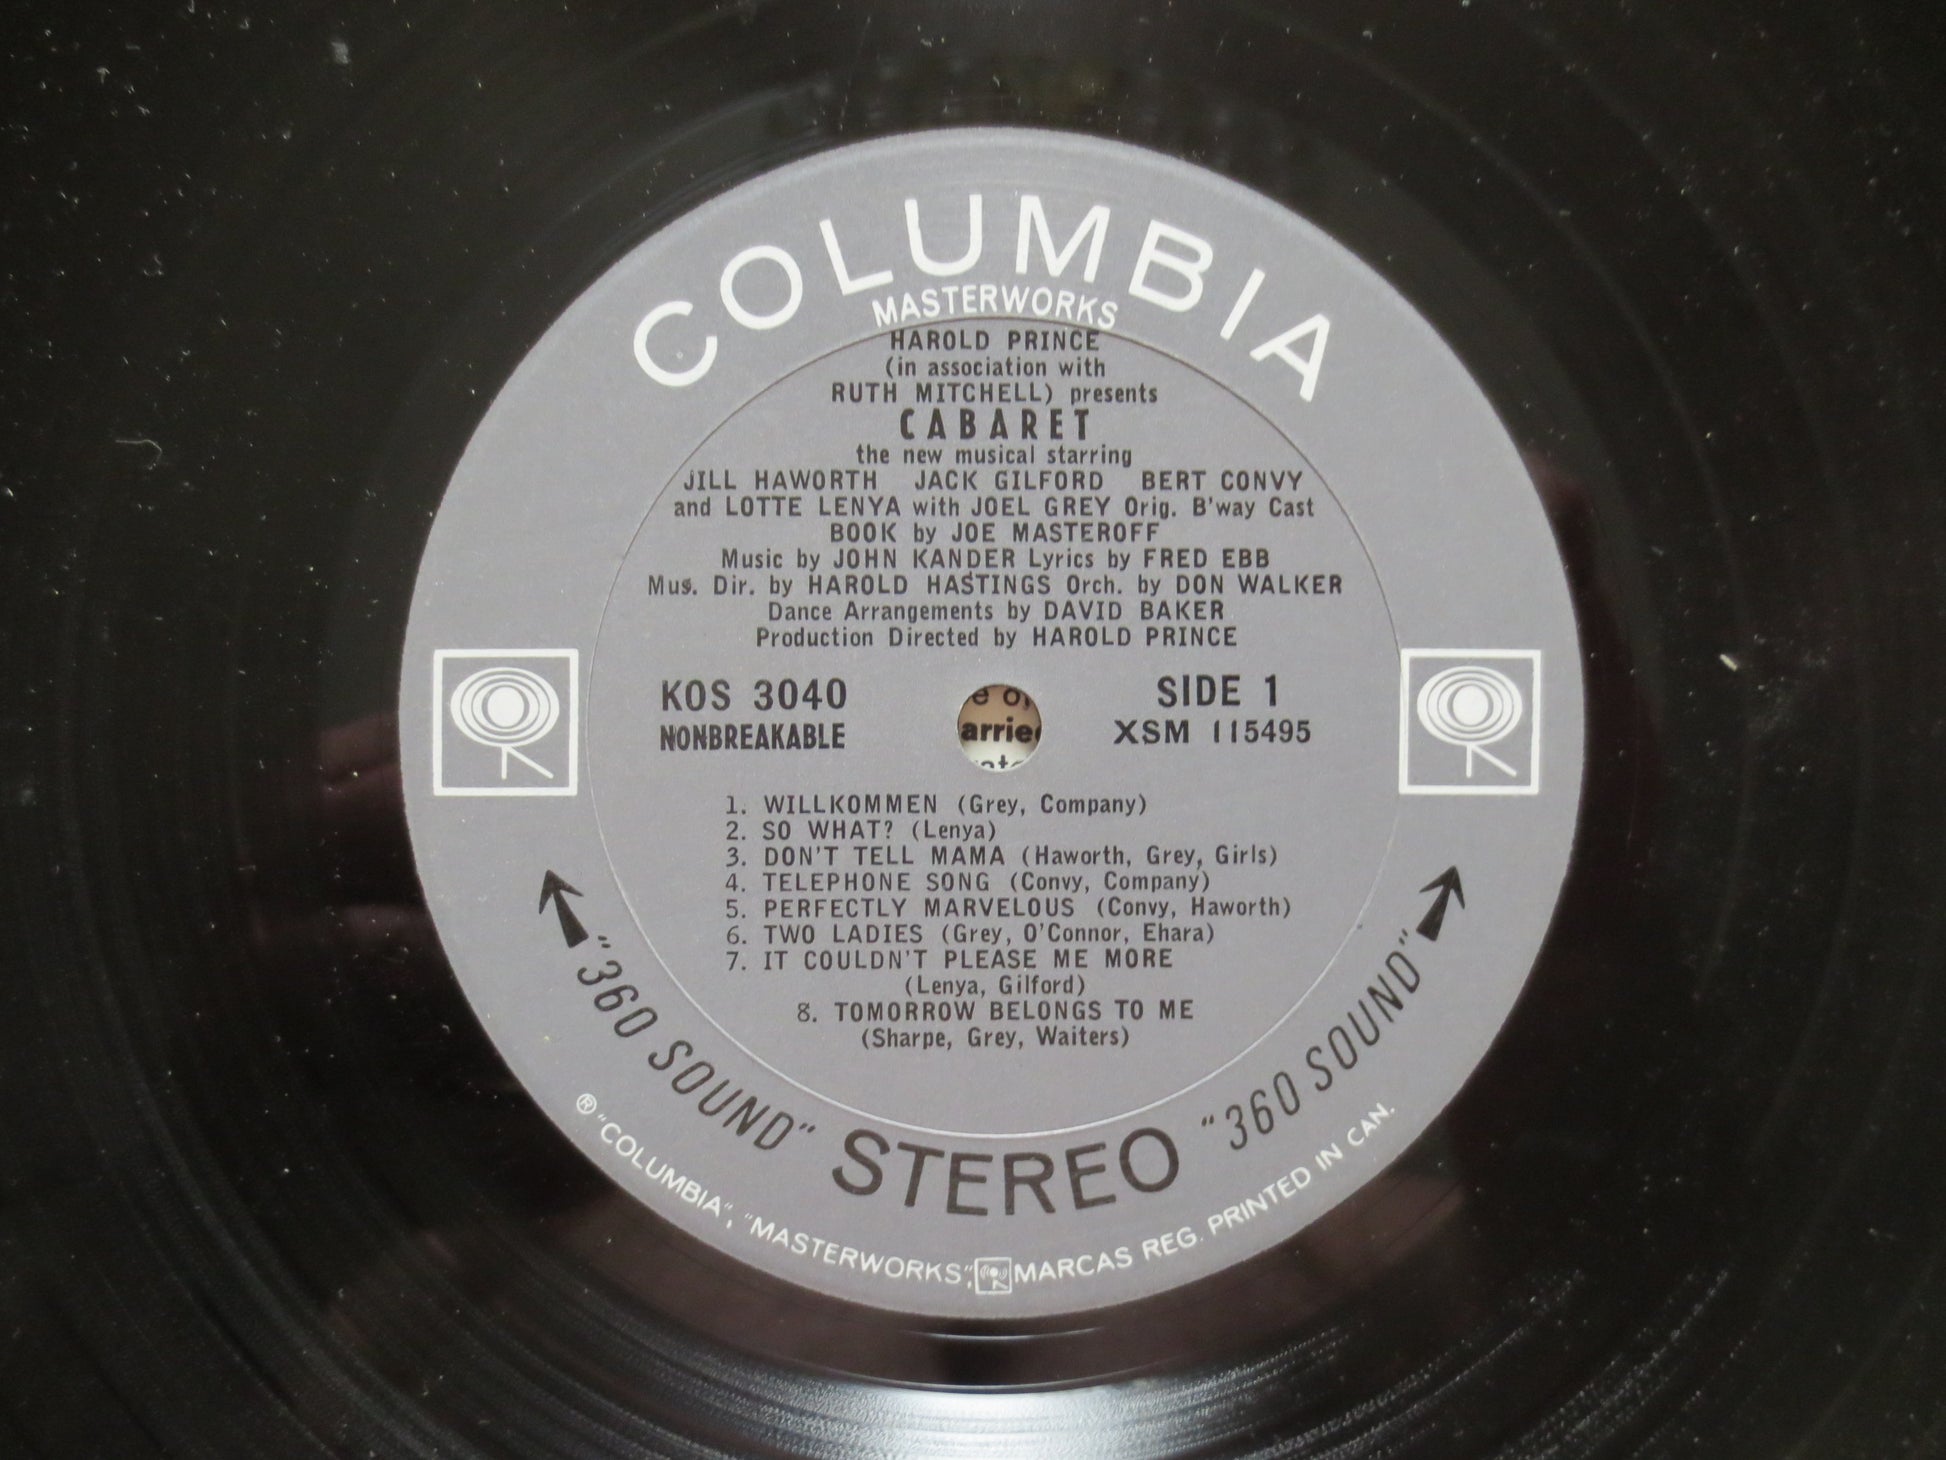 COLUMBIA
MASTERWORKS
HAROLD PRINCE
(in association with
RUTH MITCHELL) presents
CABARET
the new musical starring
JILL HAWORTH JACK GILFORD BERT CONVY
and LOTTE LENYA with JOEL GREY Orig. B'way Cast
BOOK by JOE MASTEROFF
Music by JOHN KANDER Lyrics by FRED EBB
Mus. Dir. by HAROLD HASTINGS Orch. by DON WALKER
Dance Arrangements by DAVID BAKER
Production Directed by HAROLD PRINCE
KOS 3040
NONBREAKABLE
SIDE 1
XSM 115495
1. WILLKOMMEN (Grey, Company)
2. SO WHAT? (Lenya)
3. DON'T TELL MAMA (Haworth, Grey, Girls)
4. TELEPHONE SONG (Convy, Company)
5. PERFECTLY MARVELOUS (Convy, Haworth)
6. TWO LADIES (Grey, O'Connor, Ehara)
7. IT COULDN'T PLEASE ME MORE
(Lenya, Gilford)
8. TOMORROW BELONGS TO ME
(Sharpe, Grey, Waiters)
"360 SOUND" STEREO "360 SOUND"
® "COLUMBIA", "MASTERWORKS", MARCAS REG. PRINTED IN CAN.